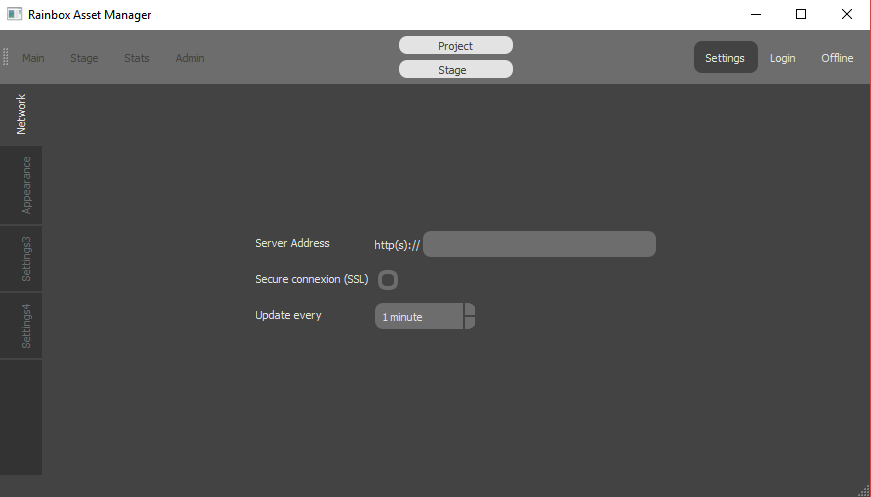 Rainbox Asset Manager
Main Stage Stats Admin
Project
Stage
Settings Login Offline
Network
Appearance
Settings3
Settings4
Server Address http(s)://
Secure connexion (SSL)
Update every 1 minute